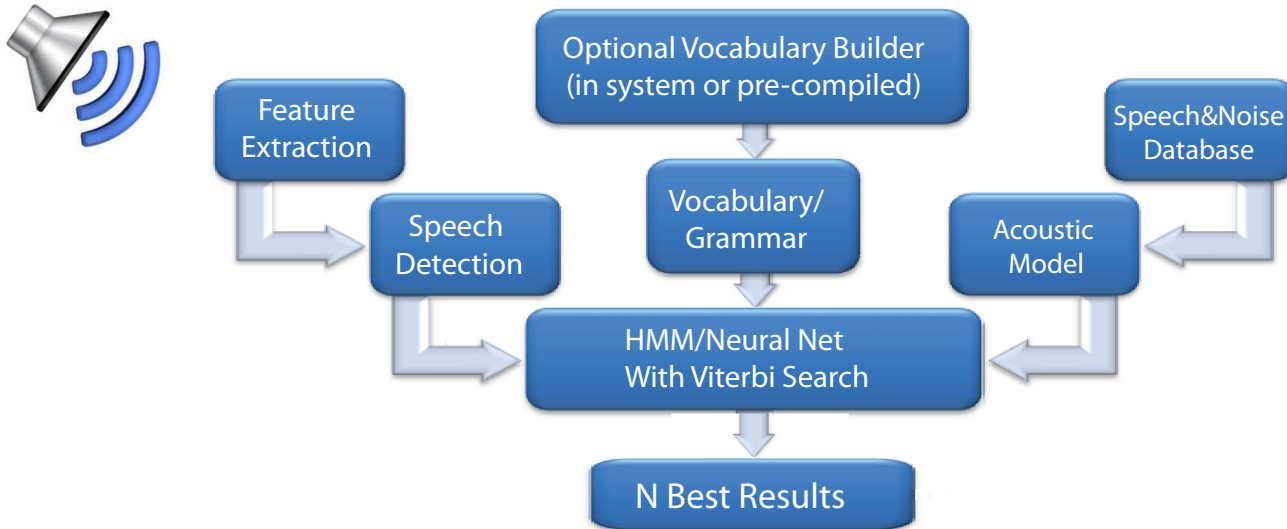 Optional Vocabulary Builder
(in system or pre-compiled)
Feature
Extraction
Speech&Noise
Database
Vocabulary/
Grammar
Speech
Detection
Acoustic
Model
HMM/Neural Net
With Viterbi Search
N Best Results